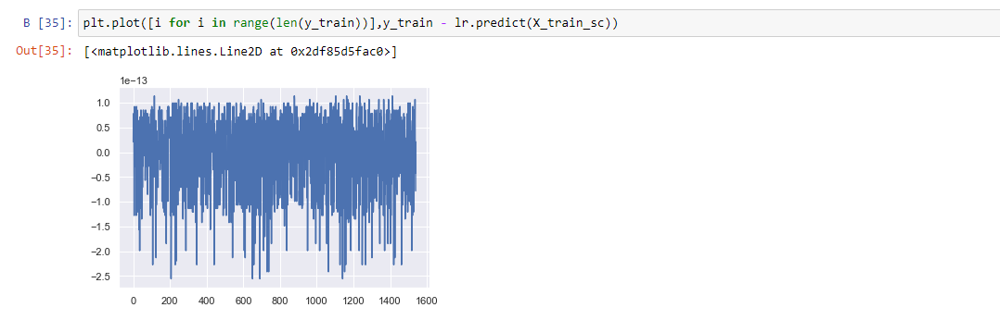 В [35]: plt.plot([i for i in range(len(y_train))],y_train - lr.predict(X_train_sc))
Out[35]: [<matplotlib.lines.Line2D at 0x2df85d5fac0>]
1e−13
1.0
0.5
0.0
−0.5
−1.0
−1.5
−2.0
−2.5
0 200 400 600 800 1000 1200 1400 1600